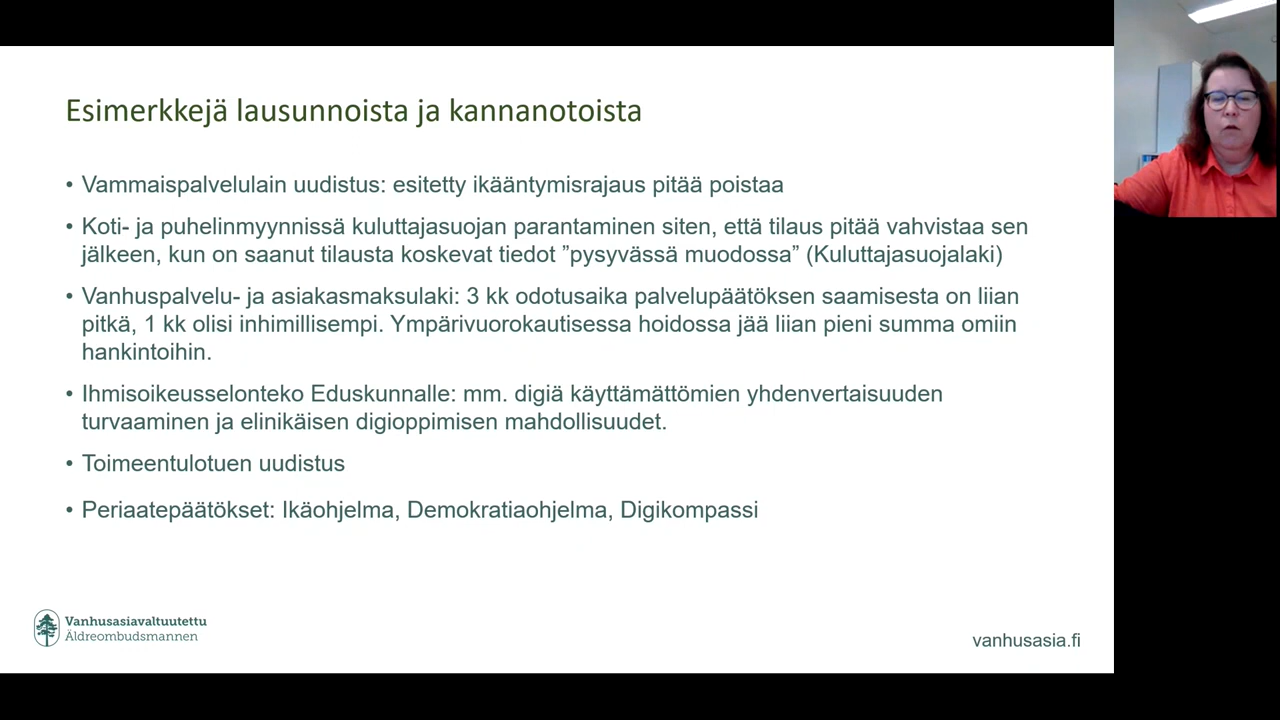 Esimerkkejä lausunnoista ja kannanotoista
• Vammaispalvelulain uudistus: esitetty ikääntymisrajaus pitää poistaa
• Koti- ja puhelinmyynnissä kuluttajasuojan parantaminen siten, että tilaus pitää vahvistaa sen
jälkeen, kun on saanut tilausta koskevat tiedot ”pysyvässä muodossa” (Kuluttajasuojalaki)
• Vanhuspalvelu- ja asiakasmaksulaki: 3 kk odotusaika palvelupäätöksen saamisesta on liian
pitkä, 1 kk olisi inhimillisempi. Ympärivuorokautisessa hoidossa jää liian pieni summa omiin
hankintoihin.
• Ihmisoikeusselonteko Eduskunnalle: mm. digiä käyttämättömien yhdenvertaisuuden
turvaaminen ja elinikäisen digioppimisen mahdollisuudet.
• Toimeentulotuen uudistus
• Periaatepäätökset: Ikäohjelma, Demokratiaohjelma, Digikompassi
Vanhusasiavaltuutettu
Äldreombudsmannen
vanhusasia.fi